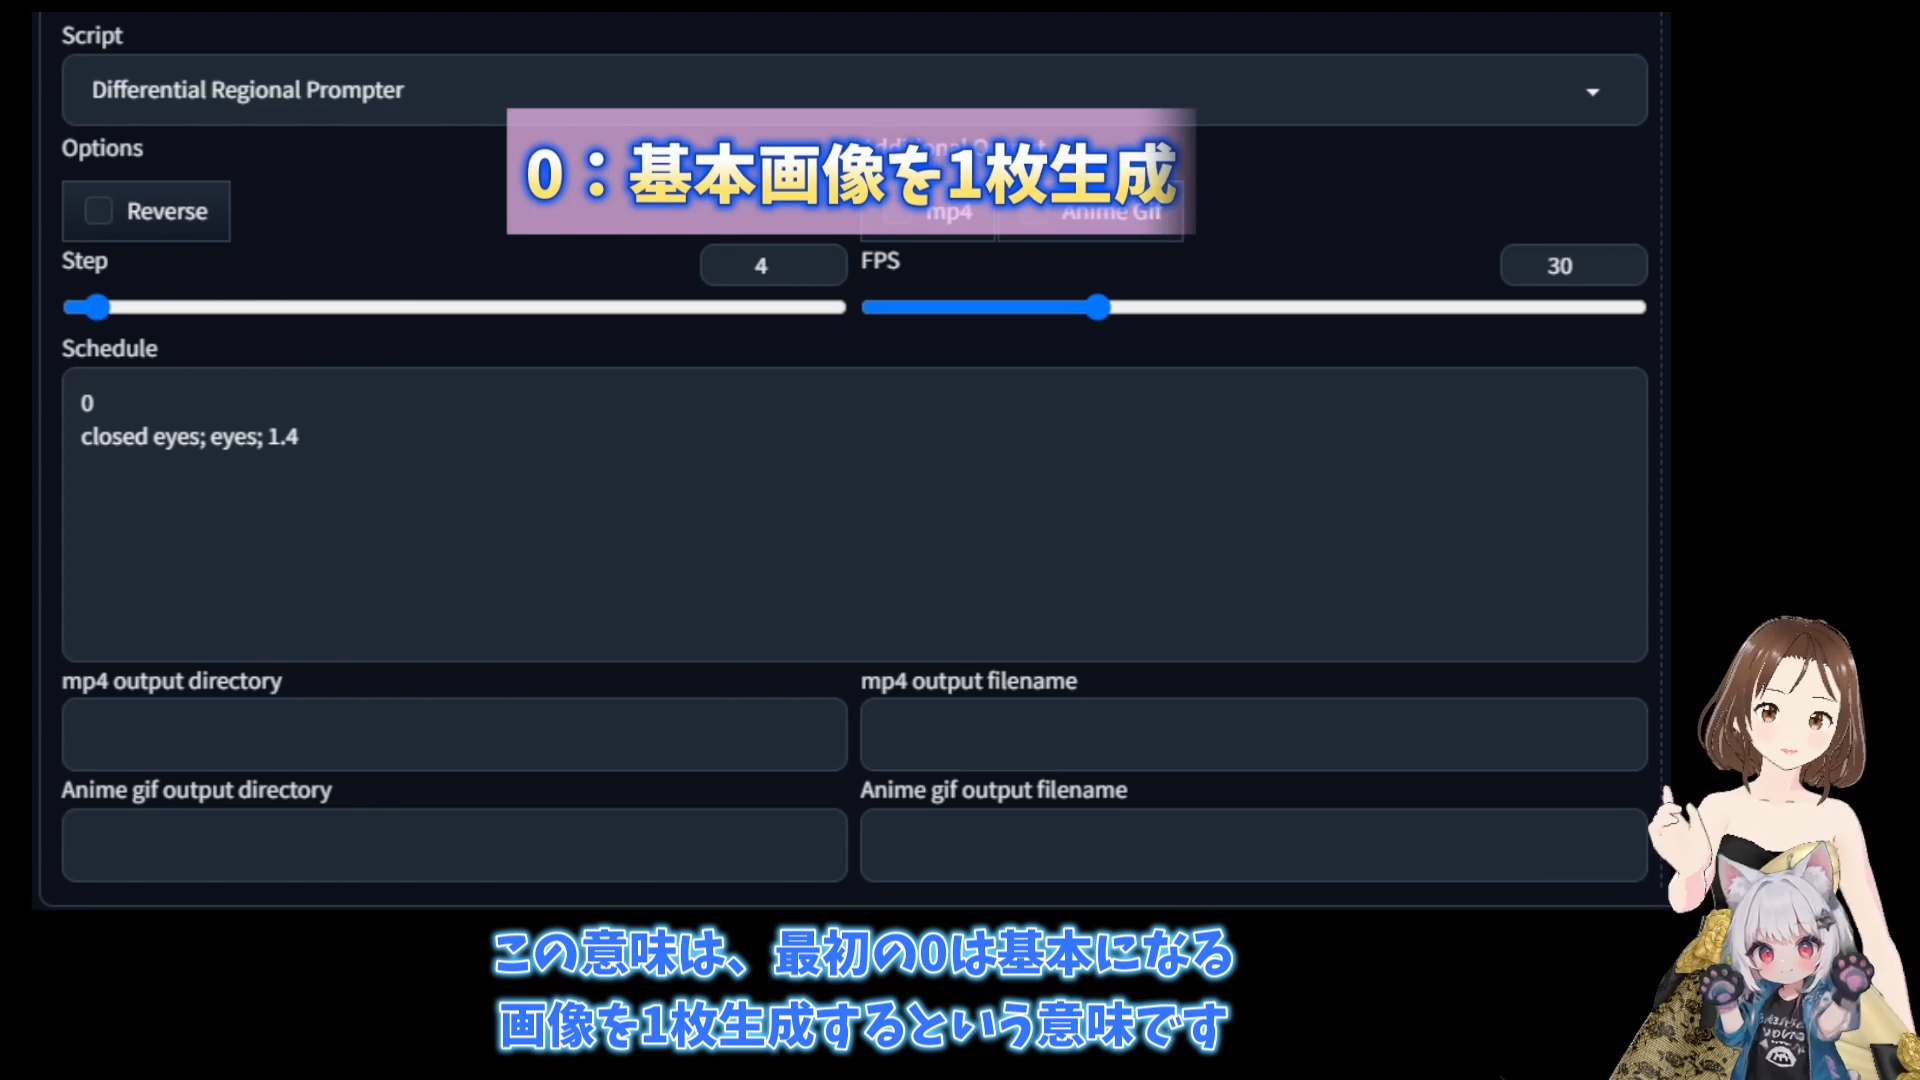 Script
Differential Regional Prompter
Options
0：基本画像を1枚生成
Reverse
mp4
Anime Gif
Step
4
FPS
30
Schedule
0
closed eyes; eyes; 1.4
mp4 output directory
mp4 output filename
Anime gif output directory
Anime gif output filename
この意味は、最初の0は基本になる
画像を1枚生成するという意味です